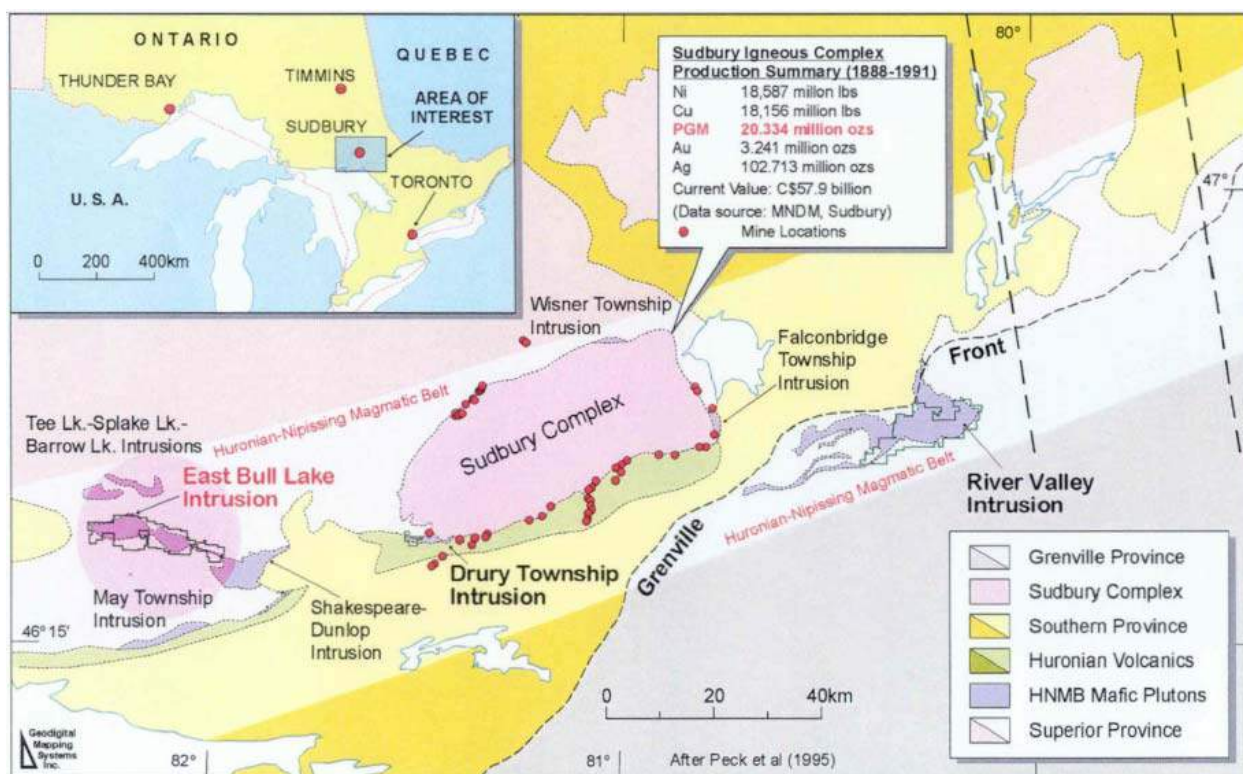 ONTARIO
QUEBEC
THUNDER BAY
TIMMINS
AREA OF
INTEREST
SUDBURY
TORONTO
U. S. A.
0 200 400km
Sudbury Igneous Complex
Production Summary (1888-1991)
Ni 18,587 millon lbs
Cu 18,156 millon lbs
PGM 20.334 million ozs
Au 3.241 million ozs
Ag 102.713 million ozs
Current Value: C$57.9 billion
(Data source: MNDM, Sudbury)
Mine Locations
80°
47°
Wisner Township
Intrusion
Falconbridge
Township
Intrusion
Front
Huronian-Nipissing Magmatic Belt
Sudbury Complex
Tee Lk.-Splake Lk.-
Barrow Lk. Intrusions
East Bull Lake
Intrusion
River Valley
Intrusion
Huronian-Nipissing Magmatic Belt
Grenville
Drury Township
Intrusion
May Township
Intrusion
Shakespeare-
Dunlop
Intrusion
46° 15'
0 20 40km
Grenville Province
Sudbury Complex
Southern Province
Huronian Volcanics
HNMB Mafic Plutons
Superior Province
Geodigital
Mapping
Systems
Inc.
82°
81°
After Peck et al (1995)